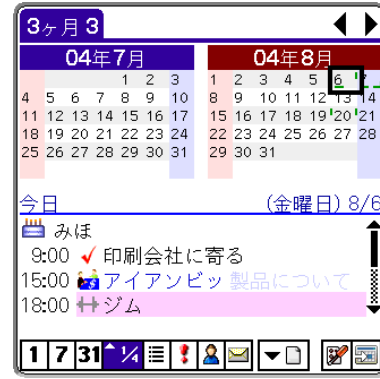 3ヶ月 3
04年7月 04年8月
1 2 3 1 2 3 4 5 6 7
4 5 6 7 8 9 10 8 9 10 11 12 13 14
11 12 13 14 15 16 17 15 16 17 18 19 20 21
18 19 20 21 22 23 24 22 23 24 25 26 27 28
25 26 27 28 29 30 31 29 30 31
今日 (金曜日) 8/6
みほ
9:00 印刷会社に寄る
15:00 アイアンビッ 製品について
18:00 ジム
1 7 31 1/4